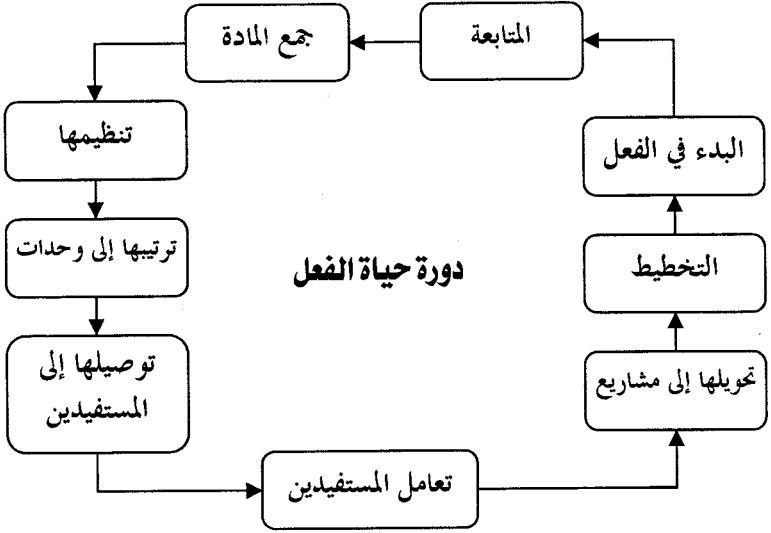 المتابعة
جمع المادة
تنظيمها
ترتيبها إلى وحدات
توصيلها إلى
المستفيدين
تعامل المستفيدين
تحويلها إلى مشاريع
التخطيط
البدء في الفعل
دورة حياة الفعل